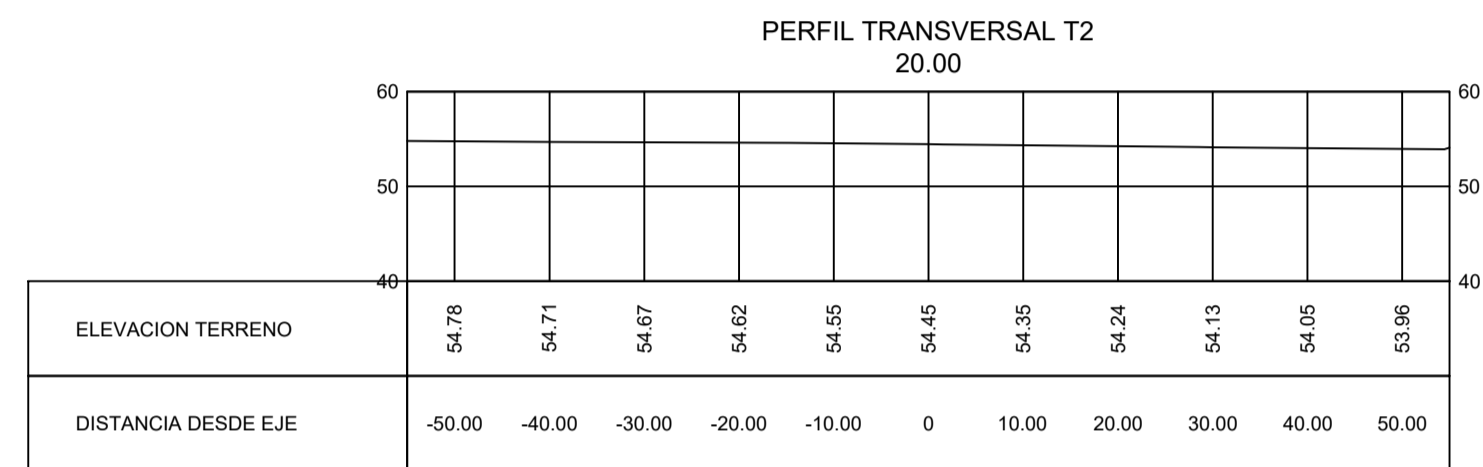 PERFIL TRANSVERSAL T2
20.00
60 60
50 50
40 40
ELEVACION TERRENO 54.78 54.71 54.67 54.62 54.55 54.45 54.35 54.24 54.13 54.05 53.96
DISTANCIA DESDE EJE -50.00 -40.00 -30.00 -20.00 -10.00 0 10.00 20.00 30.00 40.00 50.00